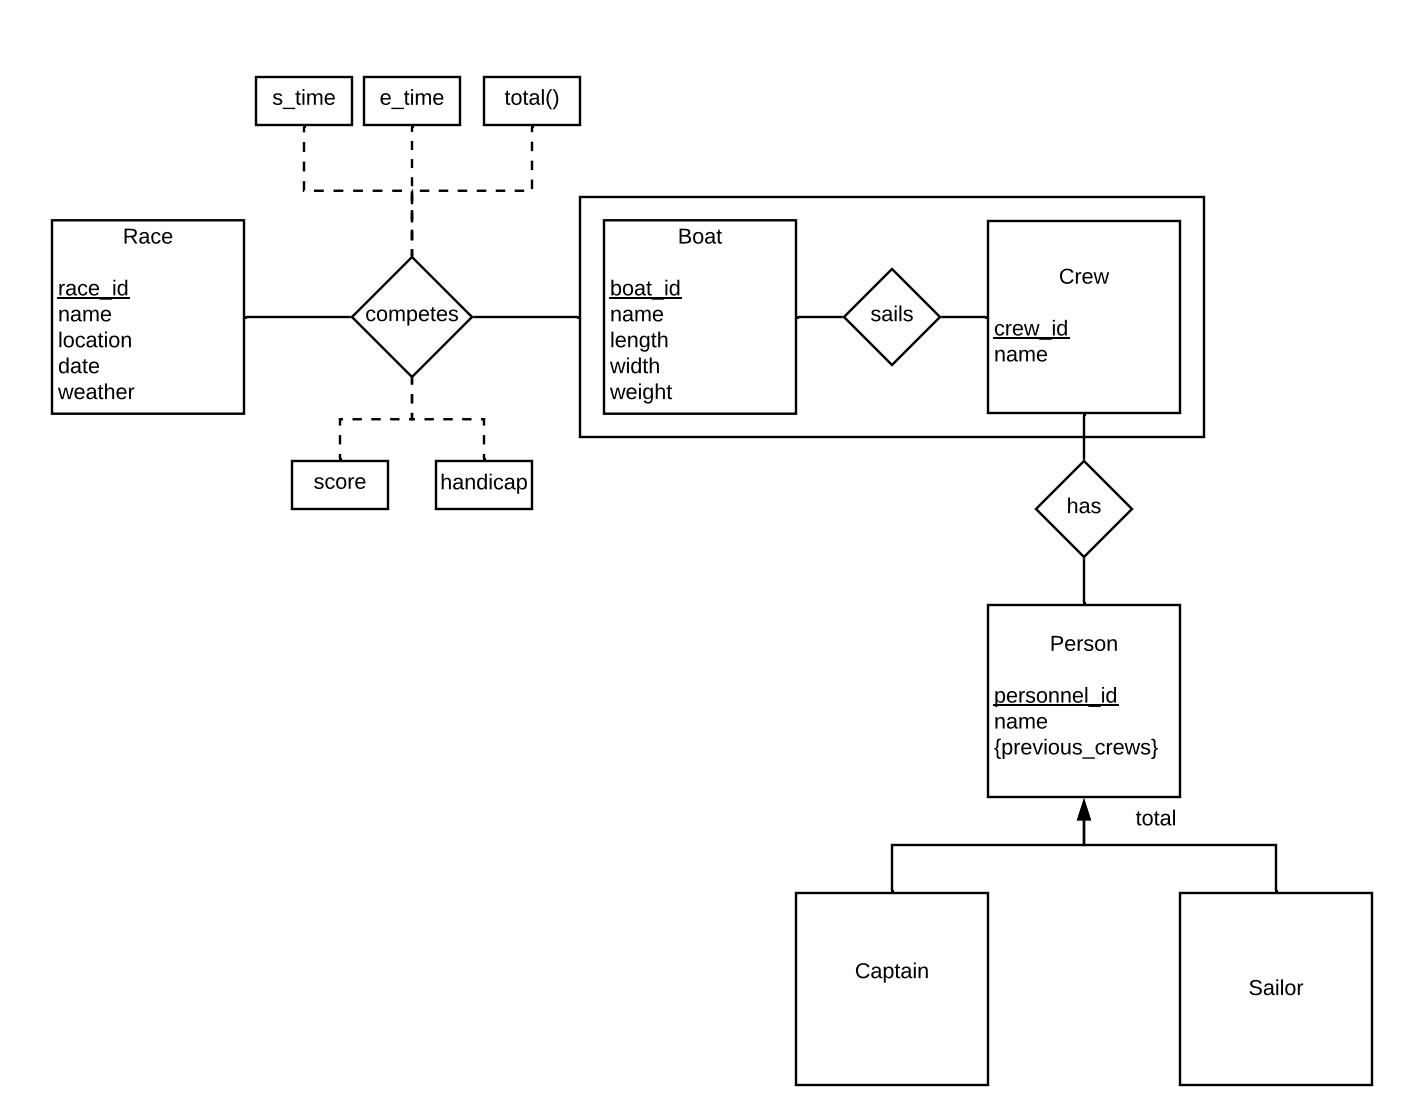 s_time
e_time
total()
Race
race_id
name
location
date
weather
competes
Boat
boat_id
name
length
width
weight
sails
Crew
crew_id
name
score
handicap
has
Person
personnel_id
name
{previous_crews}
total
Captain
Sailor